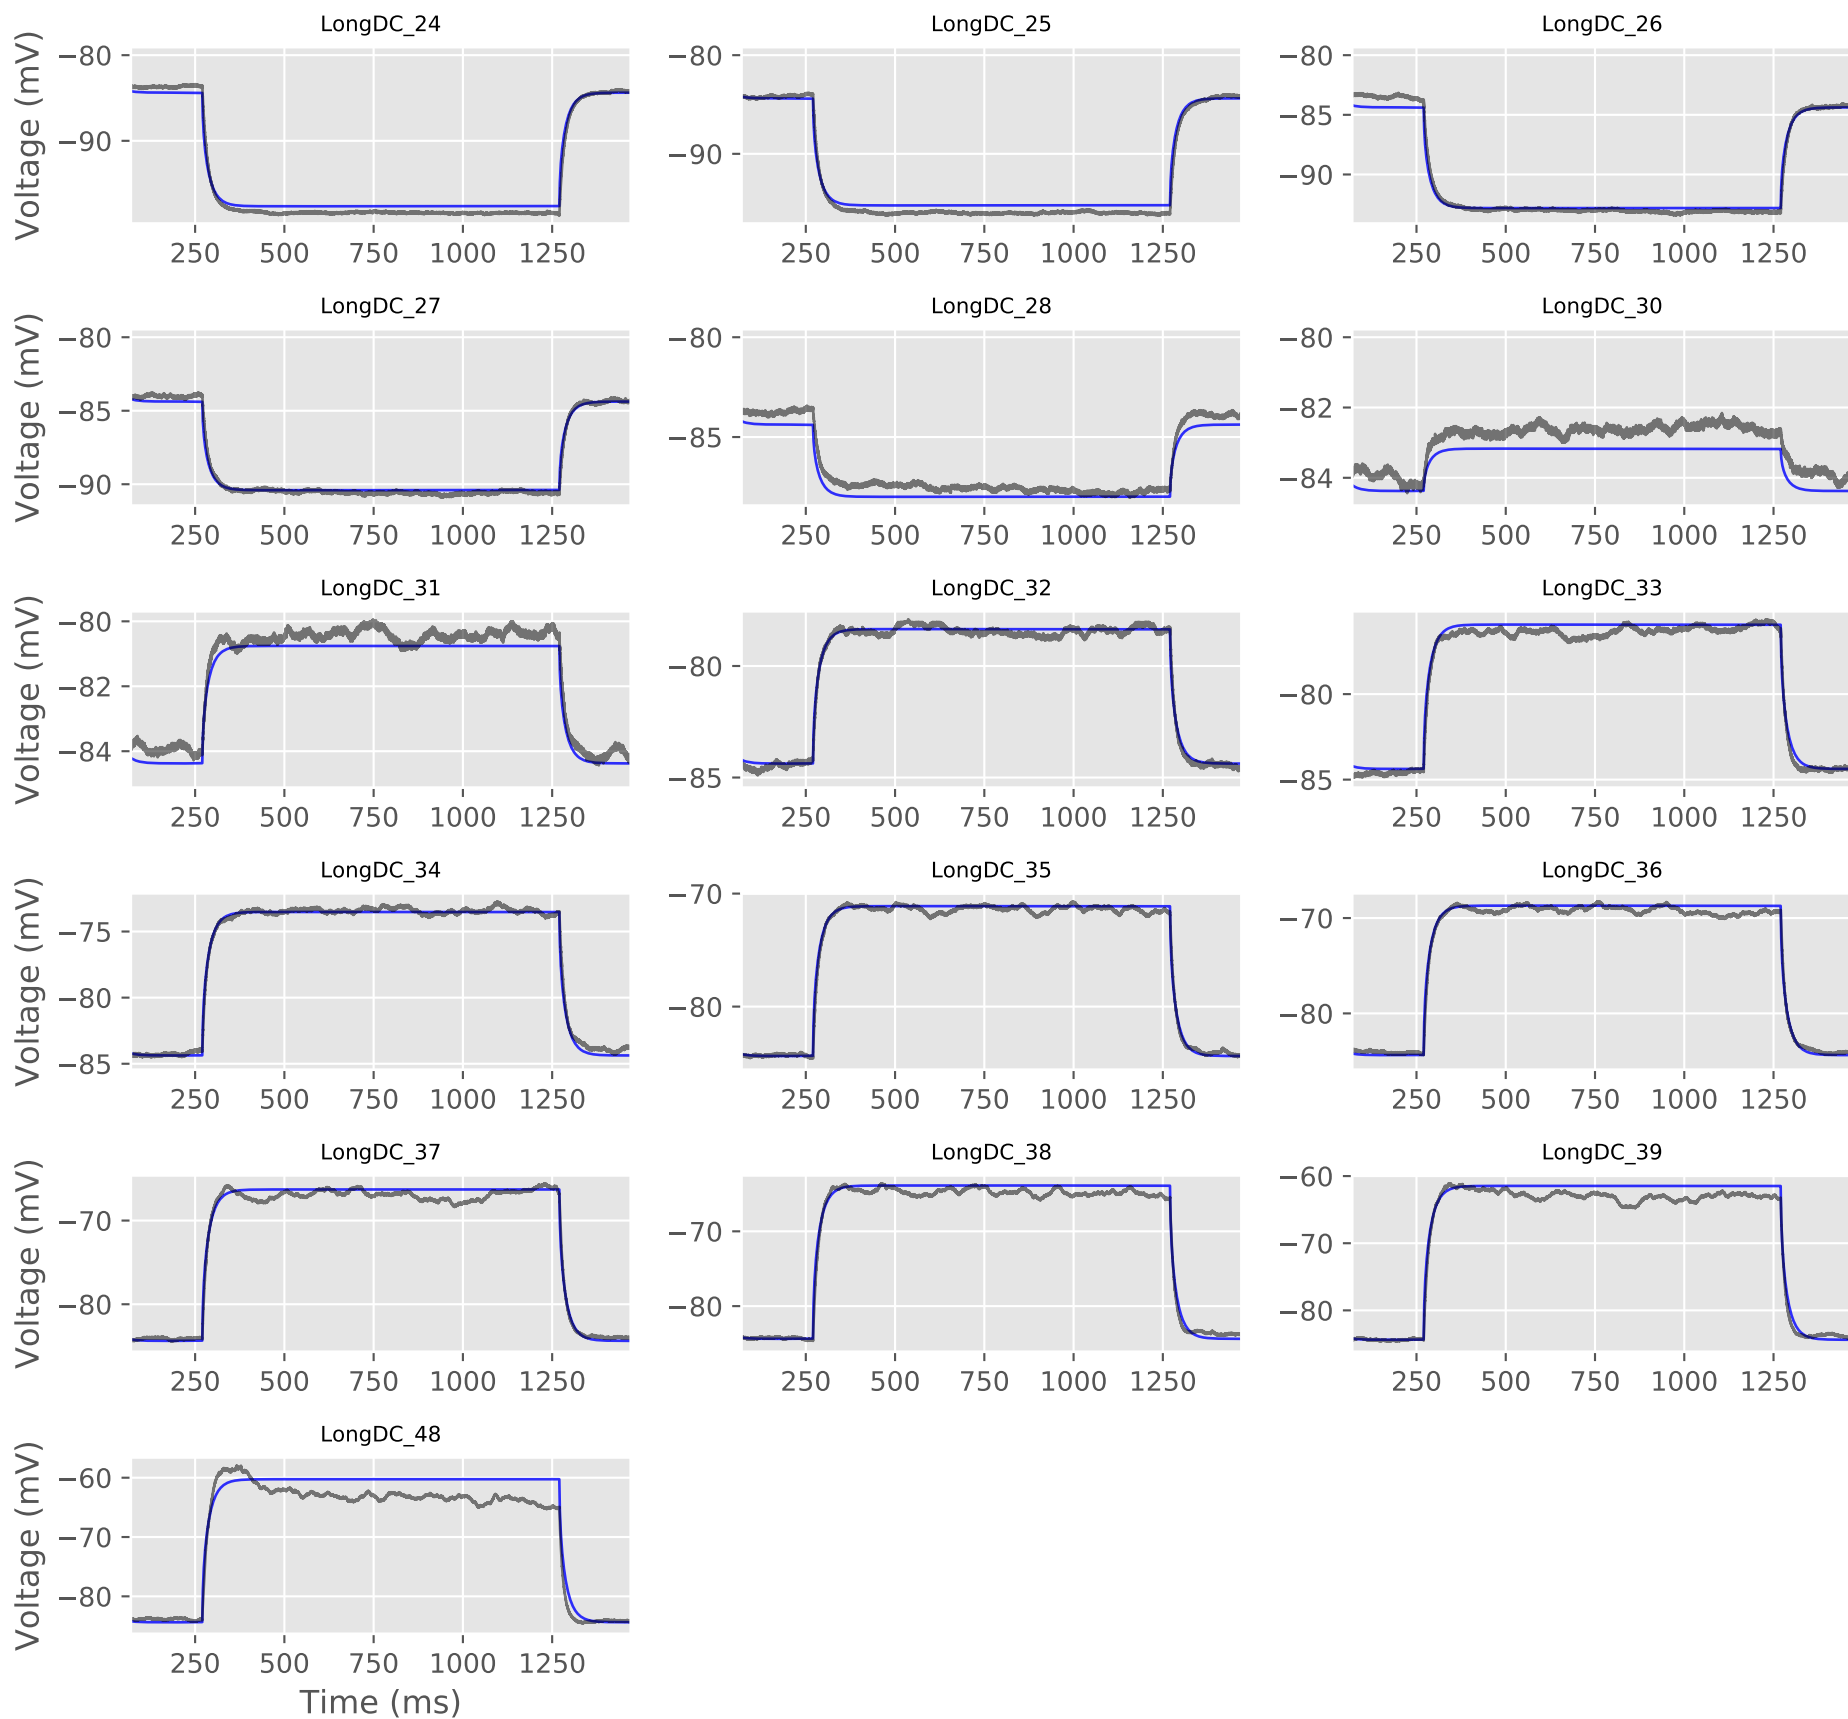 LongDC_24 LongDC_25 LongDC_26
Voltage (mV)
−80
−90
250 500 750 1000 1250
−80
−90
250 500 750 1000 1250
−80
−85
−90
250 500 750 1000 1250
LongDC_27 LongDC_28 LongDC_30
Voltage (mV)
−80
−85
−90
250 500 750 1000 1250
−80
−85
250 500 750 1000 1250
−80
−82
−84
250 500 750 1000 1250
LongDC_31 LongDC_32 LongDC_33
Voltage (mV)
−80
−82
−84
250 500 750 1000 1250
−80
−85
250 500 750 1000 1250
−80
−85
250 500 750 1000 1250
LongDC_34 LongDC_35 LongDC_36
Voltage (mV)
−75
−80
−85
250 500 750 1000 1250
−70
−80
250 500 750 1000 1250
−70
−80
250 500 750 1000 1250
LongDC_37 LongDC_38 LongDC_39
Voltage (mV)
−70
−80
250 500 750 1000 1250
−70
−80
250 500 750 1000 1250
−60
−70
−80
250 500 750 1000 1250
LongDC_48
Voltage (mV)
−60
−70
−80
250 500 750 1000 1250
Time (ms)